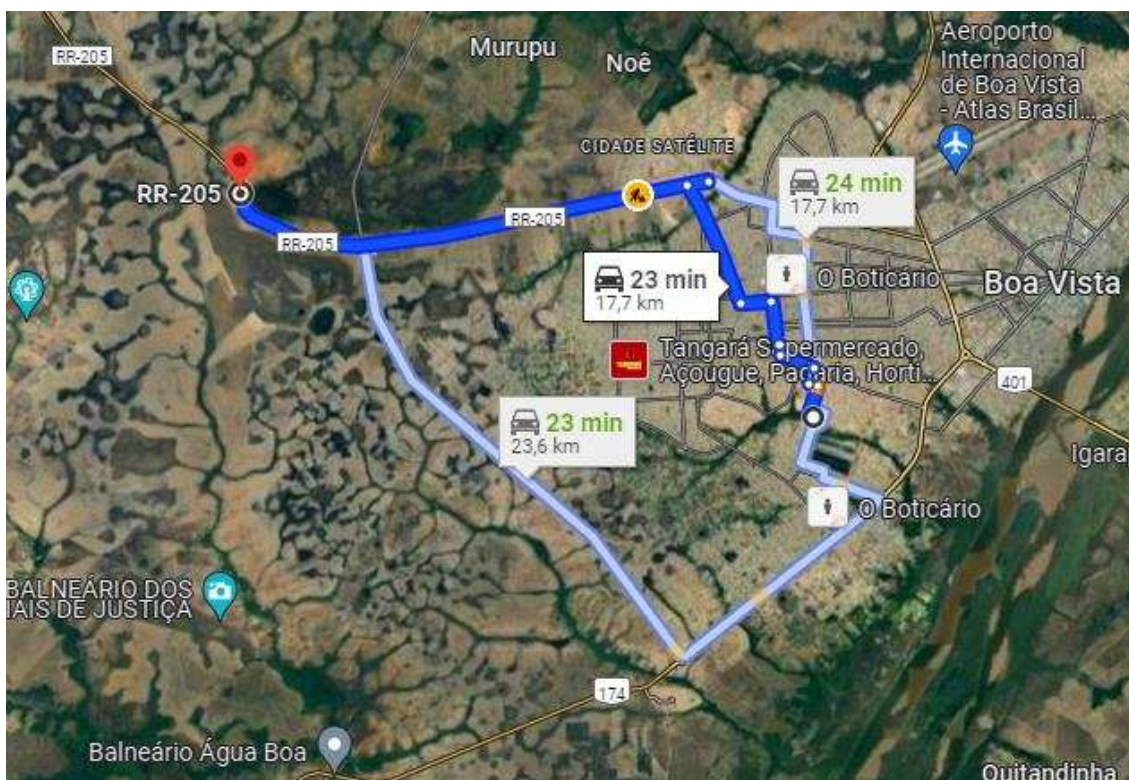 RR-205
Murupu
Noê
Aeroporto
Internacional
de Boa Vista
- Atlas Brasil...
CIDADE SATÉLITE
24 min
17,7 km
RR-205
RR-205
RR-205
23 min
17,7 km
O Boticário
Boa Vista
Tangará Supermercado,
Açougue, Padaria, Horti...
401
23 min
23,6 km
Igara
O Boticário
BALNEÁRIO DOS
IAIS DE JUSTIÇA
174
Balneário Água Boa
Quitandinha